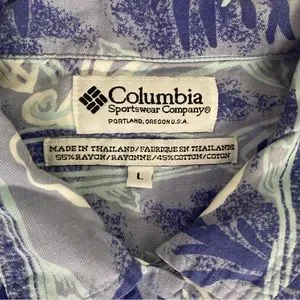 Columbia
Sportswear Company®
PORTLAND, OREGON U.S.A.
MADE IN THAILAND/FABRIQUE EN THAILANDE
55% RAYON/RAYONNE/45% COTTON/COTON
L